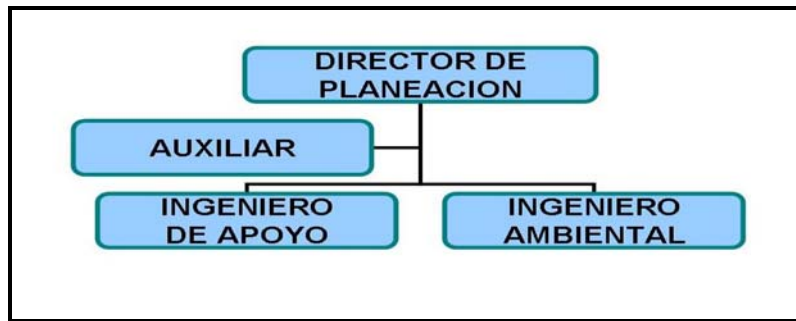 DIRECTOR DE
PLANEACION
AUXILIAR
INGENIERO
DE APOYO
INGENIERO
AMBIENTAL